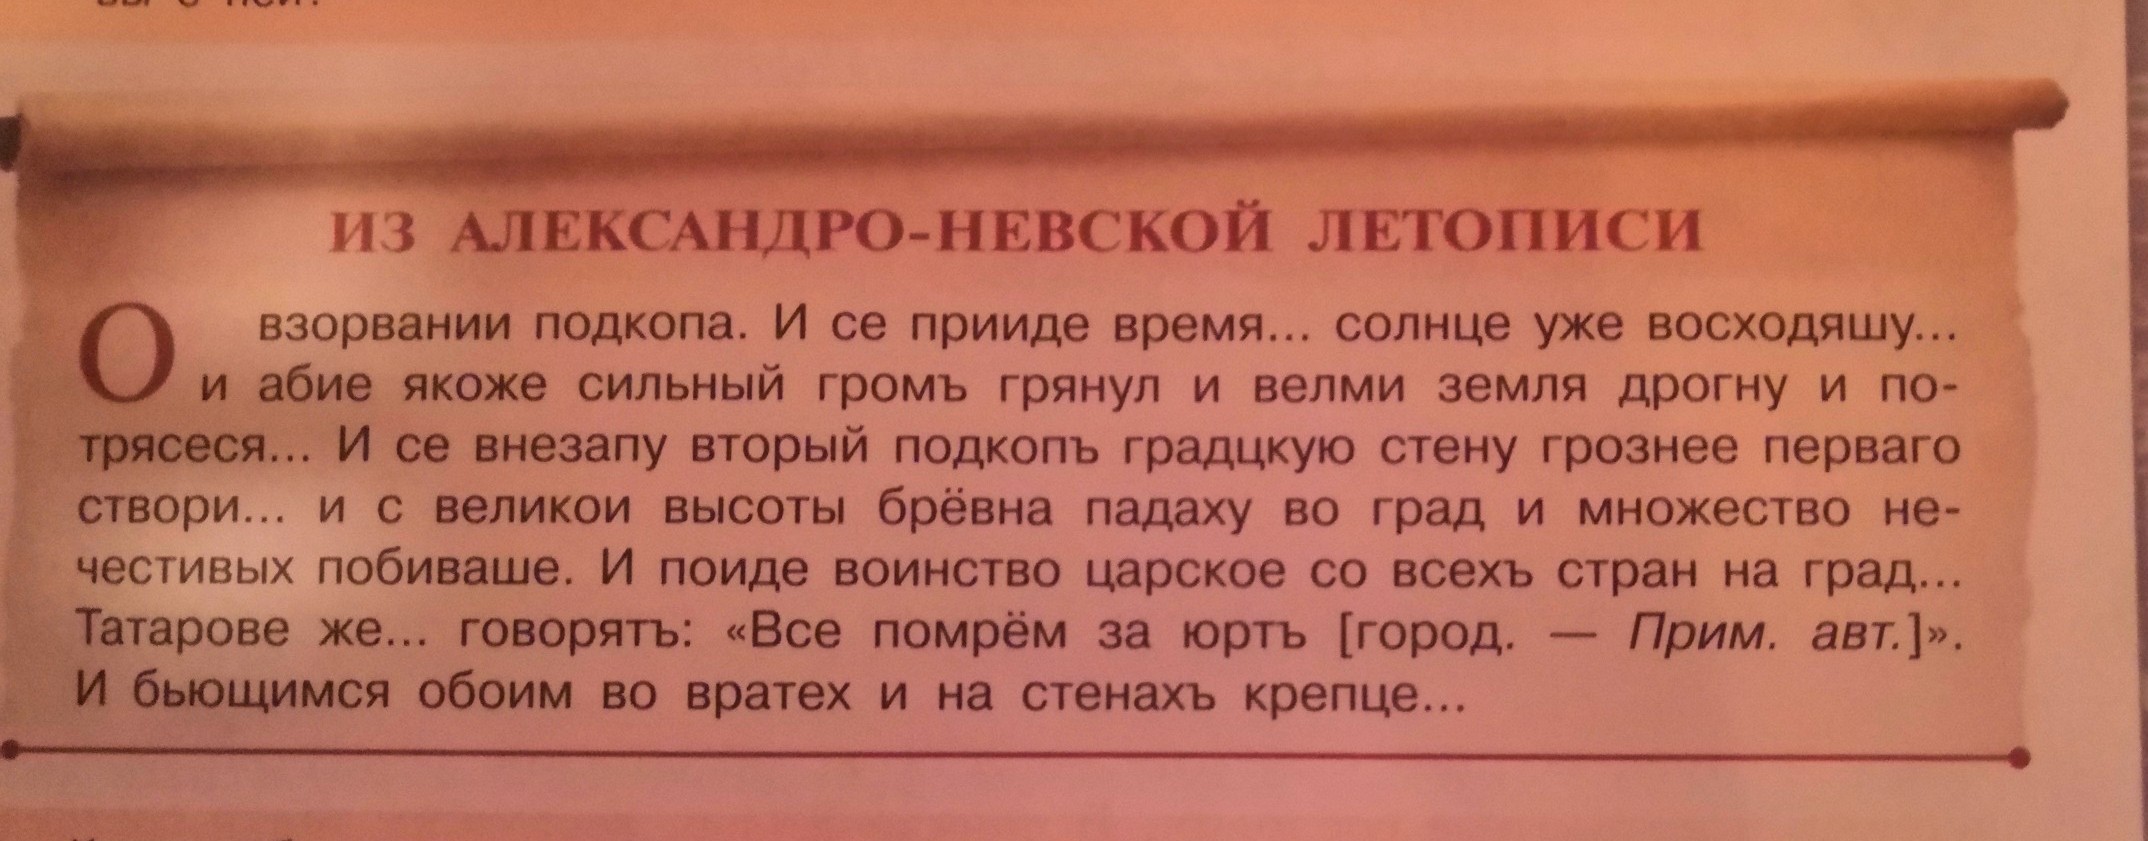 ИЗ АЛЕКСАНДРО-НЕВСКОЙ ЛЕТОПИСИ
О взорвании подкопа. И се прииде время... солнце уже восходяшу...
и абие якоже сильный громъ грянул и велми земля дрогну и по-
трясеся... И се внезапу вторый подкопъ градцкую стену грознее перваго
створи... и с великои высоты брёвна падаху во град и множество не-
честивых побиваше. И поиде воинство царское со всехъ стран на град...
Татарове же... говорятъ: «Все помрём за юртъ [город. — Прим. авт.]».
И бьющимся обоим во вратех и на стенахъ крепце...